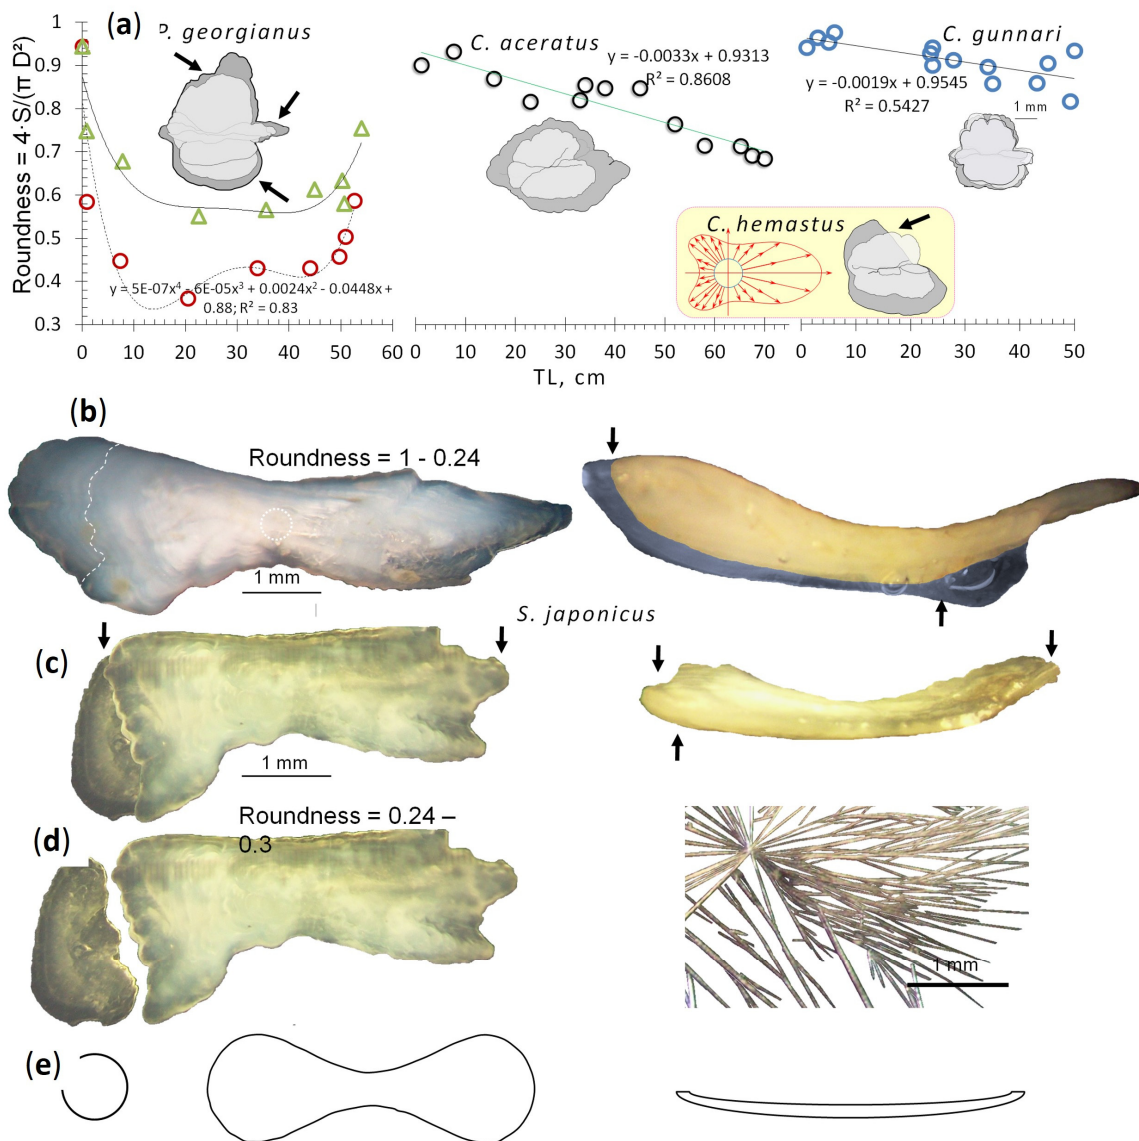 (a)
P. georgianus
C. aceratus
C. gunnari
Roundness = 4·S/(π D²)
1
0.9
0.8
0.7
0.6
0.5
0.4
0.3
y = -0.0033x + 0.9313
R² = 0.8608
y = -0.0019x + 0.9545
R² = 0.5427
1 mm
C. hemastus
y = 5E-07x⁴ - 6E-05x³ + 0.0024x² - 0.0448x +
0.88; R² = 0.83
0 10 20 30 40 50 60
0 10 20 30 40 50 60 70
0 10 20 30 40 50
TL, cm
(b)
Roundness = 1 - 0.24
1 mm
S. japonicus
(c)
1 mm
(d)
Roundness = 0.24 –
0.3
1 mm
(e)